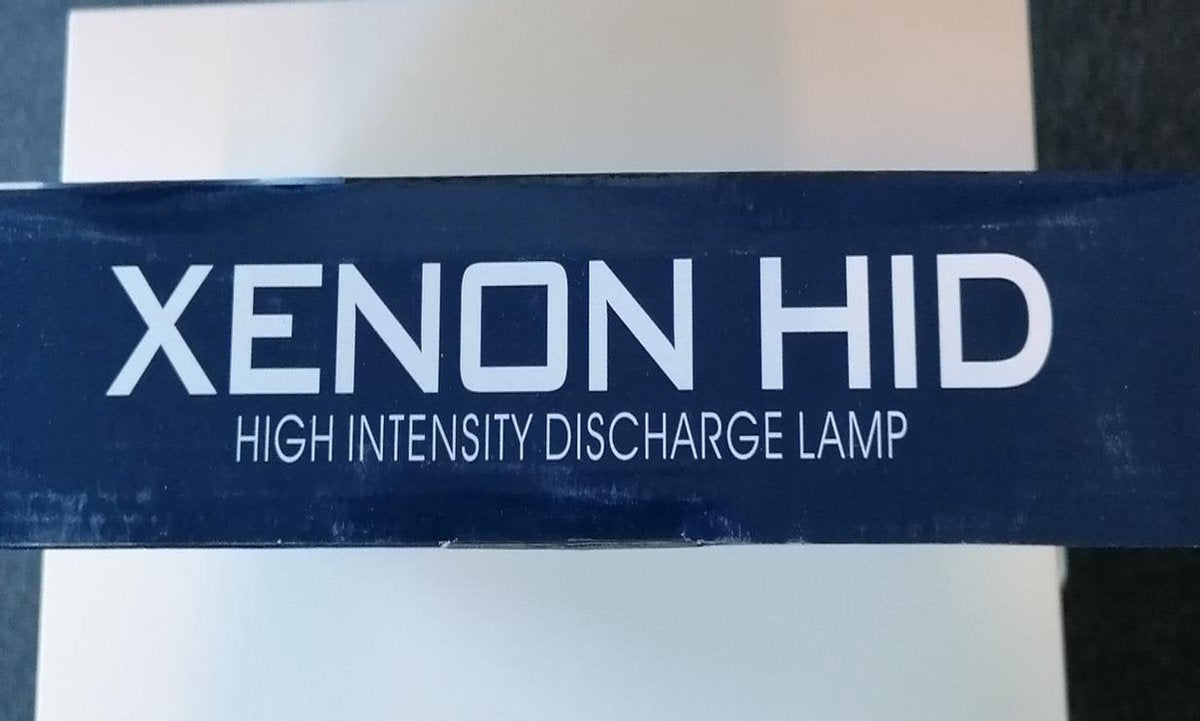 XENON HID
HIGH INTENSITY DISCHARGE LAMP